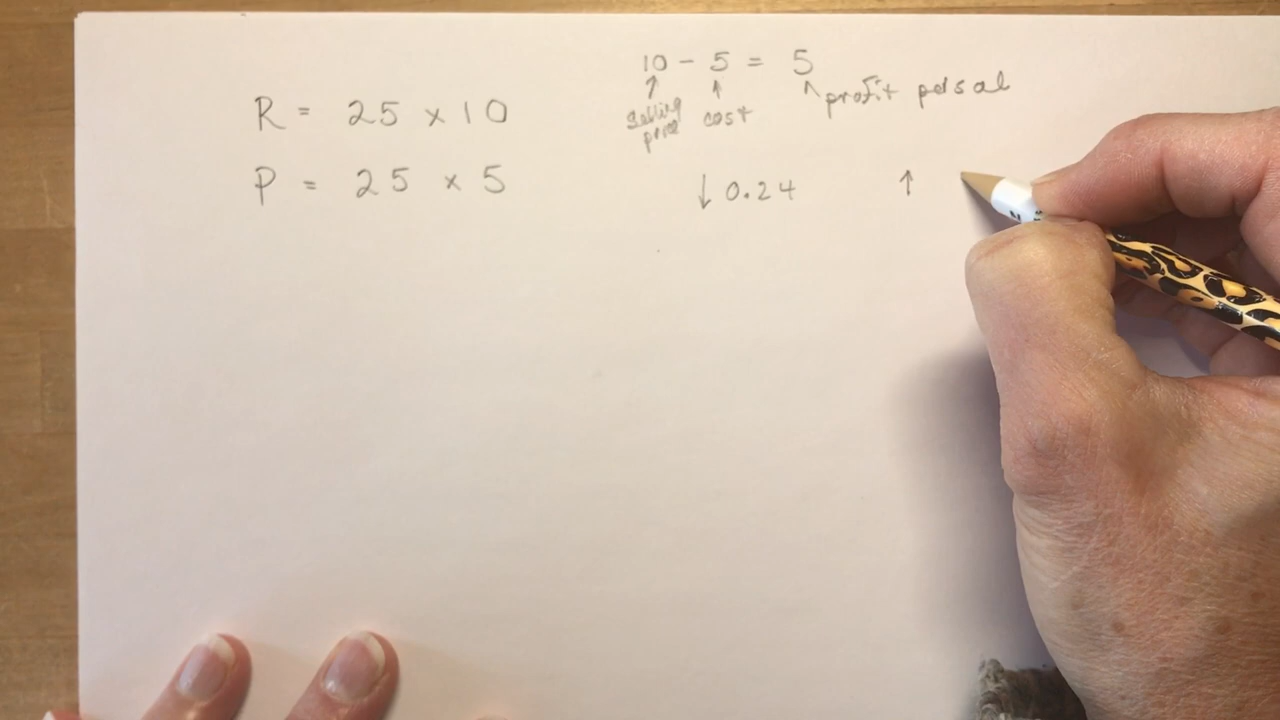 10 - 5 = 5
↑ ↑ ↑ profit per sal
selling price cost
R = 25 x 10
P = 25 x 5
↓ 0.24 ↑